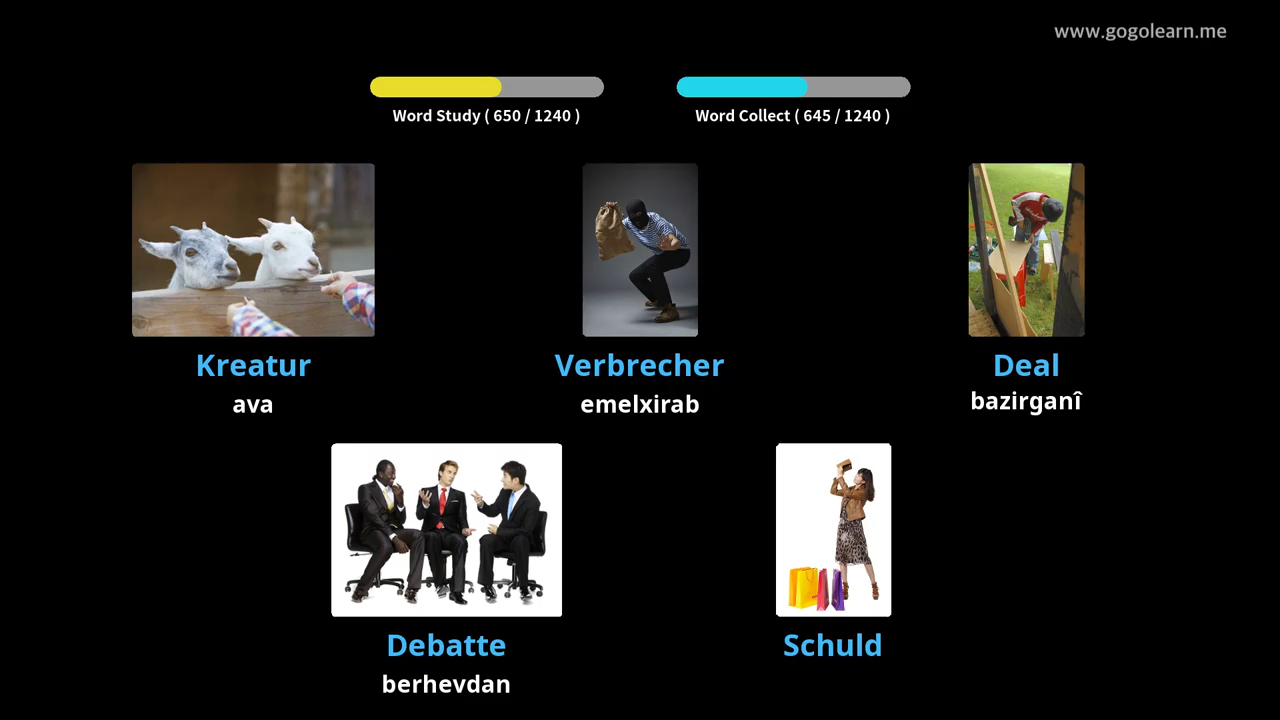 www.gogolearn.me
Word Study ( 650 / 1240 )
Word Collect ( 645 / 1240 )
Kreatur
ava
Verbrecher
emelxirab
Deal
bazirganî
Debatte
berhevdan
Schuld